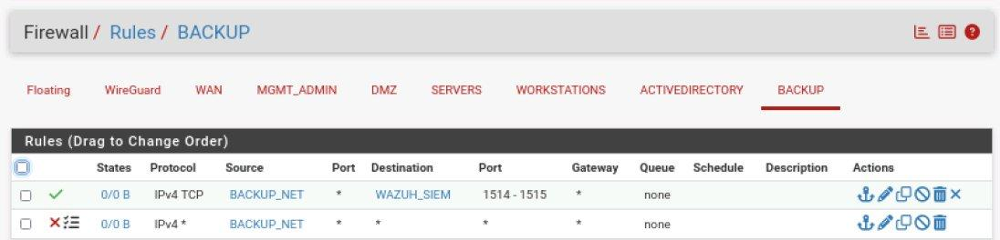 Firewall / Rules / BACKUP
Floating WireGuard WAN MGMT_ADMIN DMZ SERVERS WORKSTATIONS ACTIVEDIRECTORY BACKUP
Rules (Drag to Change Order)
States Protocol Source Port Destination Port Gateway Queue Schedule Description Actions
0/0 B IPv4 TCP BACKUP_NET * WAZUH_SIEM 1514 - 1515 * none
0/0 B IPv4 * BACKUP_NET * * * * none